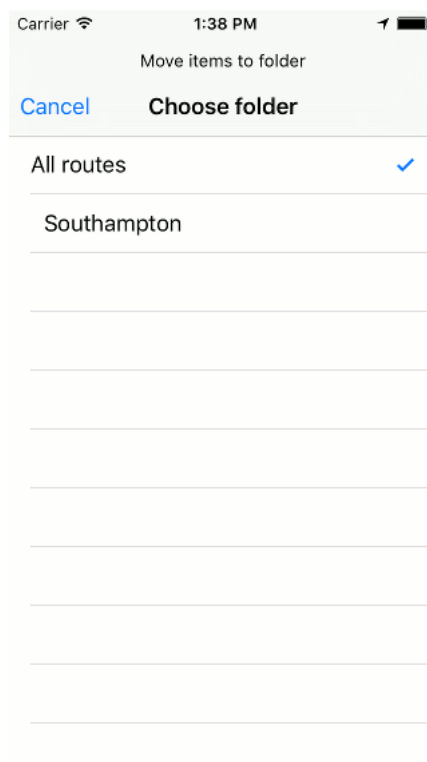 Carrier 1:38 PM
Move items to folder
Cancel Choose folder
All routes
Southampton